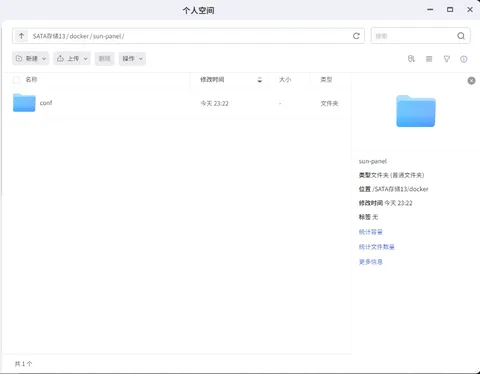 个人空间
SATA存储13 / docker / sun-panel /
搜索
新建 上传 删除 操作
名称 修改时间 大小 类型
conf 今天 23:22 - 文件夹
sun-panel
类型 文件夹 (普通文件夹)
位置 /SATA存储13/docker
修改时间 今天 23:22
标签 无
统计容量
统计文件数量
更多信息
共 1 个